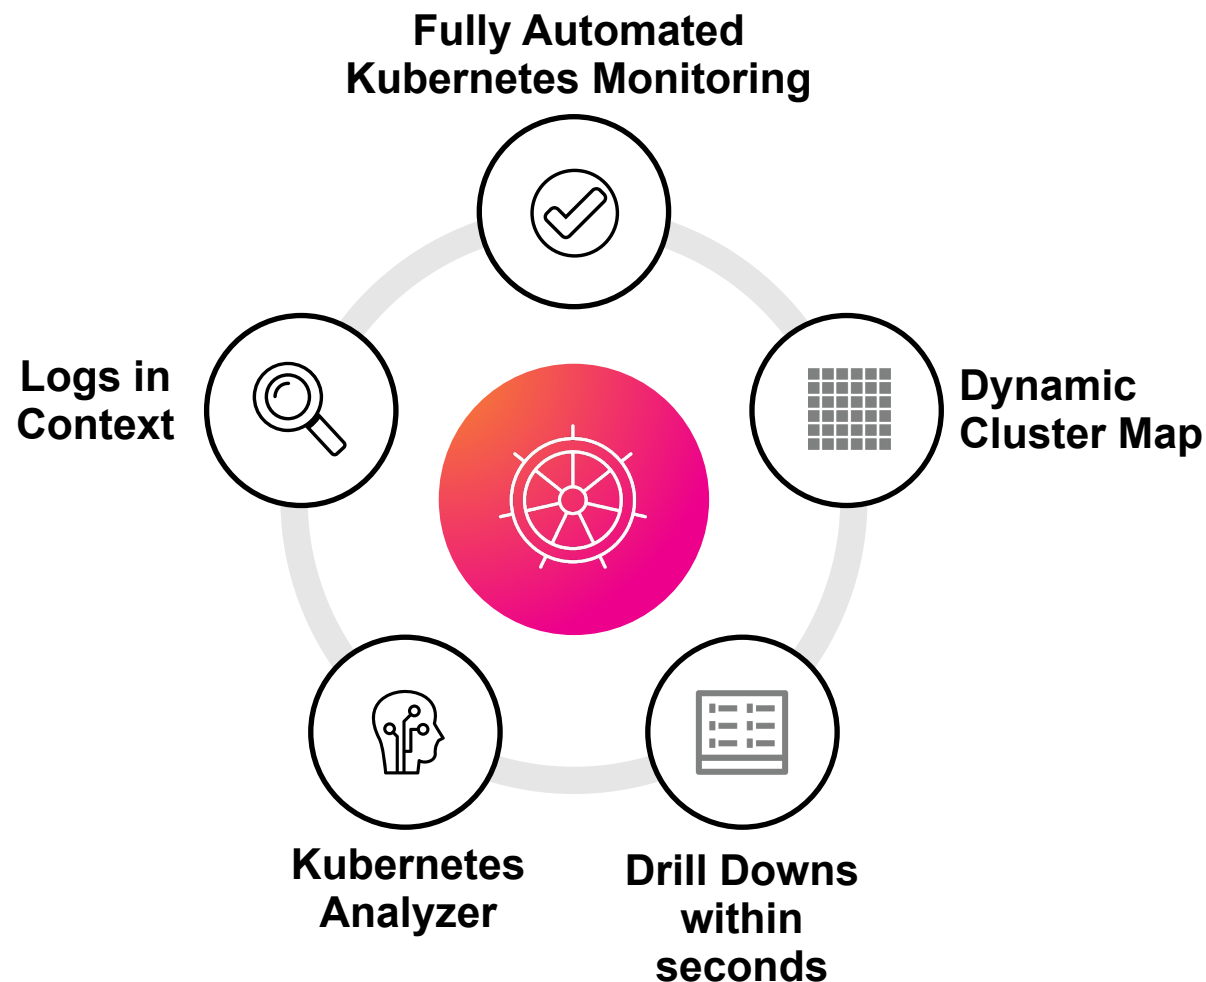 Fully Automated
Kubernetes Monitoring
Logs in
Context
Dynamic
Cluster Map
Kubernetes
Analyzer
Drill Downs
within
seconds